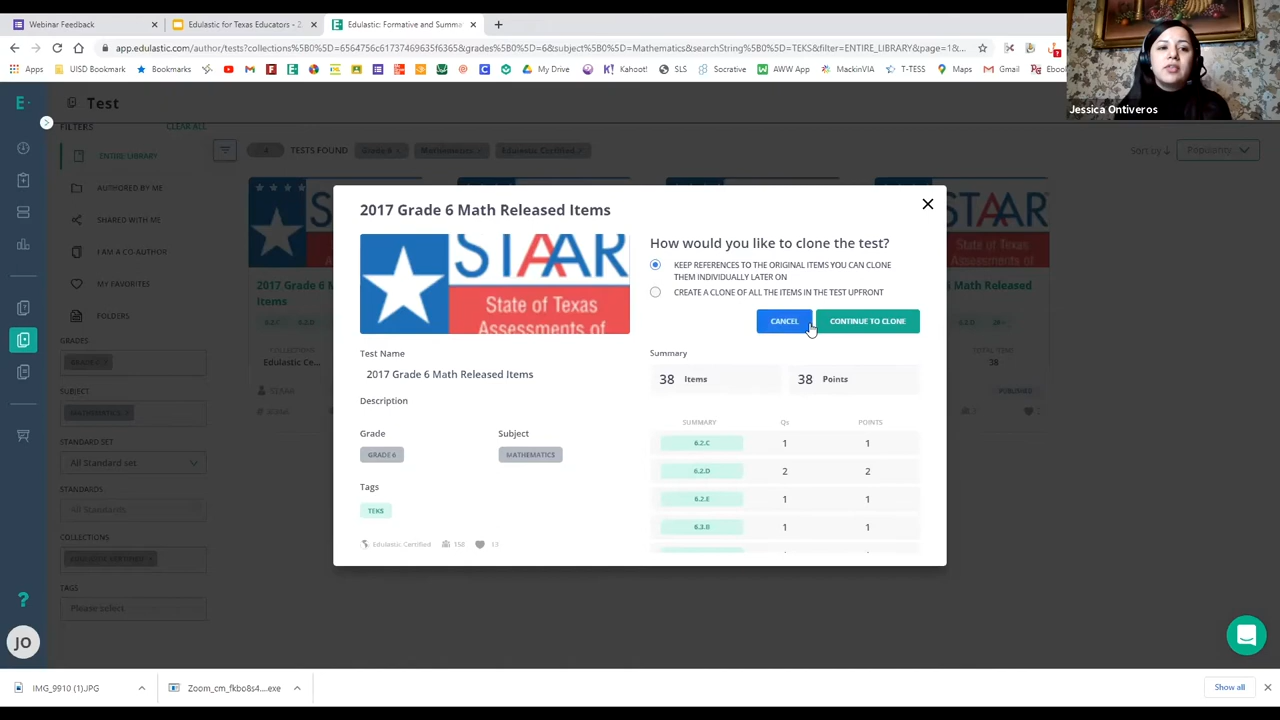 Webinar Feedback
Edulastic for Texas Educators - 2
Edulastic: Formative and Summa
app.edulastic.com/author/tests?collections%5B0%5D=6564756c61737469635f6365&grades%5B0%5D=6&subject%5B0%5D=Mathematics&searchString%5B0%5D=TEKS&filter=ENTIRE_LIBRARY&page=1&...
Apps
UISD Bookmark
Bookmarks
My Drive
Kahoot!
SLS
Socrative
AWW App
MackinVIA
T-TESS
Maps
Gmail
Eboo
Jessica Ontiveros
Test
FILTERS
CLEAR ALL
ENTIRE LIBRARY
TESTS FOUND
Grade 6
Mathematics
Edulastic Certified
Sort by
Popularity
AUTHORED BY ME
SHARED WITH ME
I AM A CO-AUTHOR
MY FAVORITES
FOLDERS
GRADES
GRADE 6
SUBJECT
MATHEMATICS
STANDARD SET
All Standard set
STANDARDS
All Standards
COLLECTIONS
EDULASTIC CERTIFIED
TAGS
Please select
JO
2017 Grade 6 M
Items
Edulastic Ce...
Math Released
TOTAL ITEMS
38
PUBLISHED
2017 Grade 6 Math Released Items
STAAR
State of Texas
Assessments of
How would you like to clone the test?
KEEP REFERENCES TO THE ORIGINAL ITEMS YOU CAN CLONE
THEM INDIVIDUALLY LATER ON
CREATE A CLONE OF ALL THE ITEMS IN THE TEST UPFRONT
CANCEL
CONTINUE TO CLONE
Test Name
2017 Grade 6 Math Released Items
Description
Grade
Subject
GRADE 6
MATHEMATICS
Tags
TEKS
Edulastic Certified
158
13
Summary
38 Items
38 Points
SUMMARY Qs POINTS
6.2.C 1 1
6.2.D 2 2
6.2.E 1 1
6.3.B 1 1
IMG_9910 (1).JPG
Zoom_cm_fkbo8s4....exe
Show all